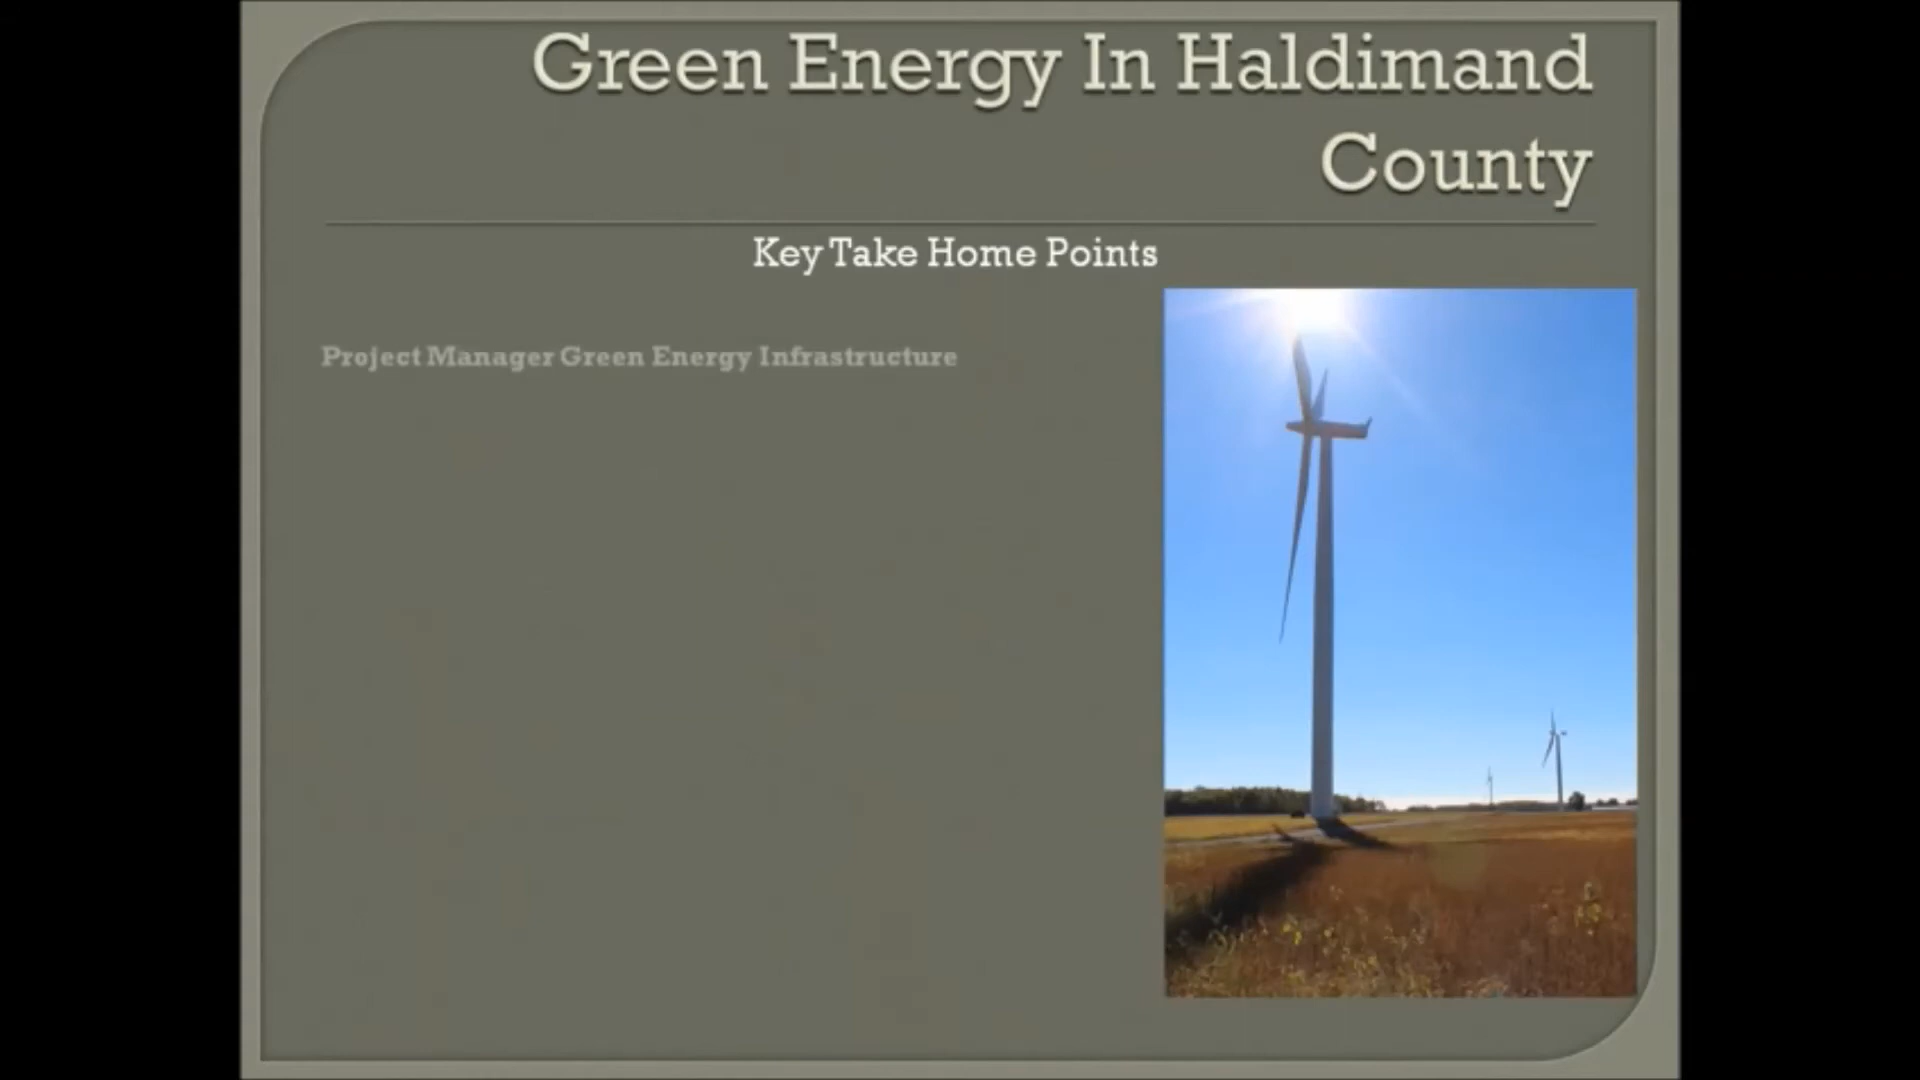 Green Energy In Haldimand
County
Key Take Home Points
Project Manager Green Energy Infrastructure